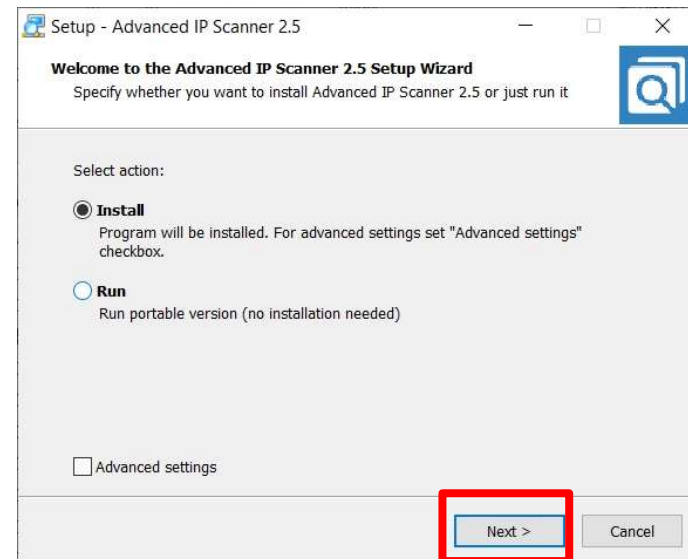 Setup - Advanced IP Scanner 2.5
Welcome to the Advanced IP Scanner 2.5 Setup Wizard
Specify whether you want to install Advanced IP Scanner 2.5 or just run it
Select action:
Install
Program will be installed. For advanced settings set "Advanced settings"
checkbox.
Run
Run portable version (no installation needed)
Advanced settings
Next > Cancel